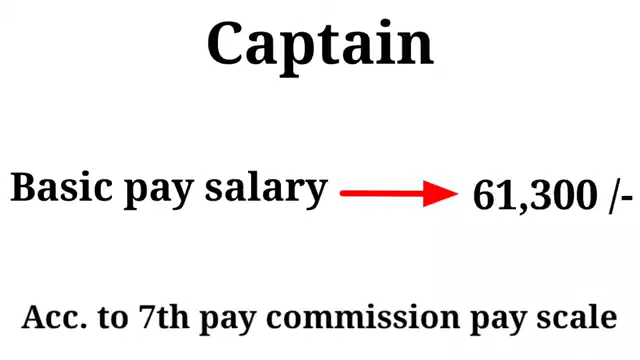 Captain
Basic pay salary 61,300 /-
Acc. to 7th pay commission pay scale